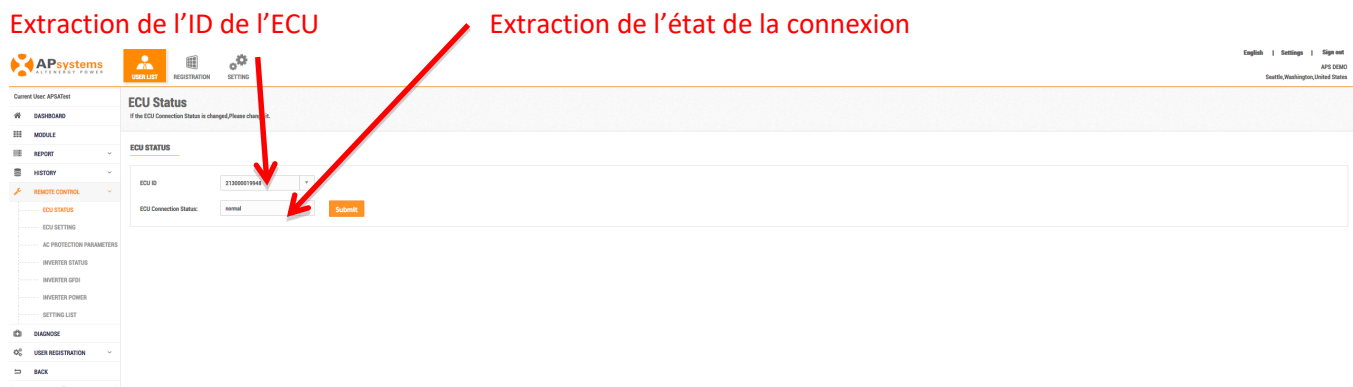 Extraction de l’ID de l’ECU
Extraction de l’état de la connexion
APsystems
ALTENERGY POWER
USER LIST
REGISTRATION
SETTING
English | Settings | Sign out
APS DEMO
Seattle,Washington,United States
Current User: APSATest
ECU Status
If the ECU Connection Status is changed,Please
DASHBOARD
MODULE
REPORT
ECU STATUS
HISTORY
ECU ID
213000019948
REMOTE CONTROL
ECU STATUS
ECU Connection Status:
normal
Submit
ECU SETTING
AC PROTECTION PARAMETERS
INVERTER STATUS
INVERTER GFDI
INVERTER POWER
SETTING LIST
DIAGNOSE
USER REGISTRATION
BACK